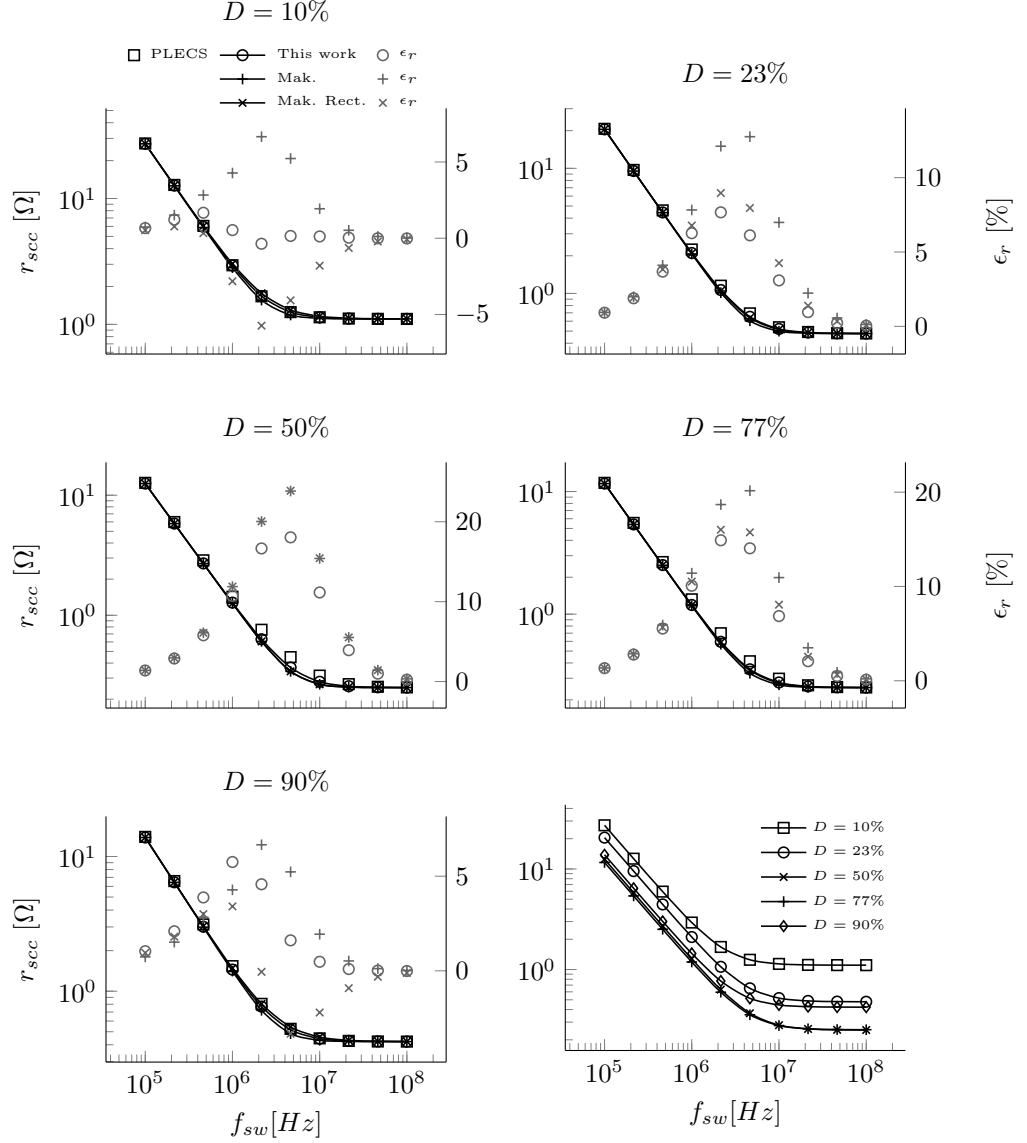 D = 10%
PLECS This work ϵr
Mak. ϵr
Mak. Rect. ϵr
10^1
10^0
r_scc [Ω]
5
0
−5
D = 23%
10^1
10^0
10
5
0
ϵr [%]
D = 50%
10^1
10^0
r_scc [Ω]
20
10
0
D = 77%
10^1
10^0
20
10
0
ϵr [%]
D = 90%
10^1
10^0
r_scc [Ω]
5
0
10^5 10^6 10^7 10^8
f_sw[Hz]
D = 10%
D = 23%
D = 50%
D = 77%
D = 90%
10^1
10^0
10^5 10^6 10^7 10^8
f_sw[Hz]